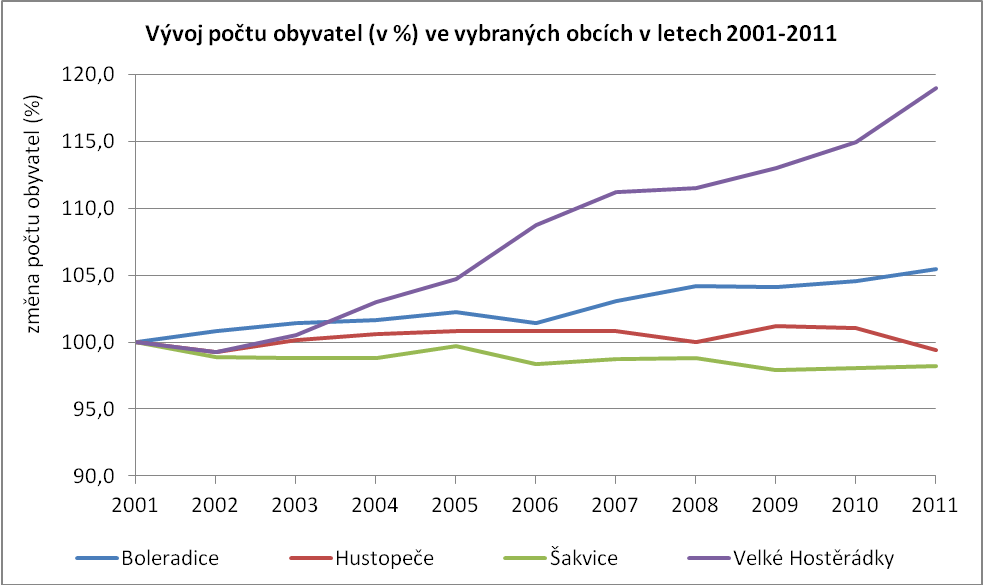 Vývoj počtu obyvatel (v %) ve vybraných obcích v letech 2001-2011
změna počtu obyvatel (%)
120,0
115,0
110,0
105,0
100,0
95,0
90,0
2001 2002 2003 2004 2005 2006 2007 2008 2009 2010 2011
Boleradice Hustopeče Šakvice Velké Hostěrádky